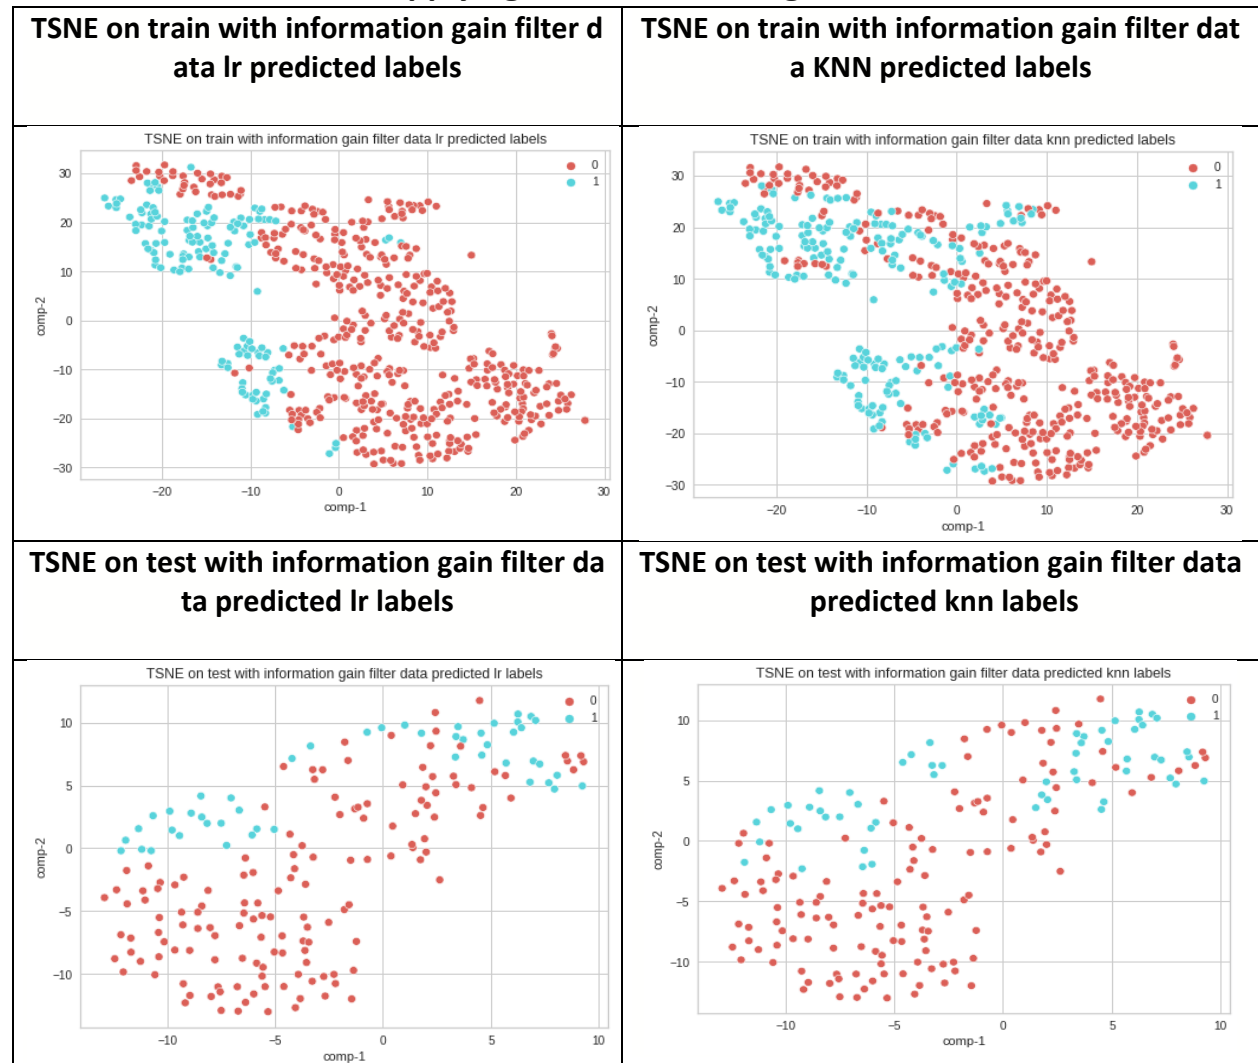 TSNE on train with information gain filter d
ata lr predicted labels
TSNE on train with information gain filter dat
a KNN predicted labels
TSNE on train with information gain filter data lr predicted labels
0
1
30
20
10
0
−10
−20
−30
comp-2
−20
−10
0
10
20
30
comp-1
TSNE on train with information gain filter data knn predicted labels
0
1
30
20
10
0
−10
−20
−30
comp-2
−20
−10
0
10
20
30
comp-1
TSNE on test with information gain filter da
ta predicted lr labels
TSNE on test with information gain filter data
predicted knn labels
TSNE on test with information gain filter data predicted lr labels
0
1
10
5
0
−5
−10
comp-2
−10
−5
0
5
10
comp-1
TSNE on test with information gain filter data predicted knn labels
0
1
10
5
0
−5
−10
comp-2
−10
−5
0
5
10
comp-1